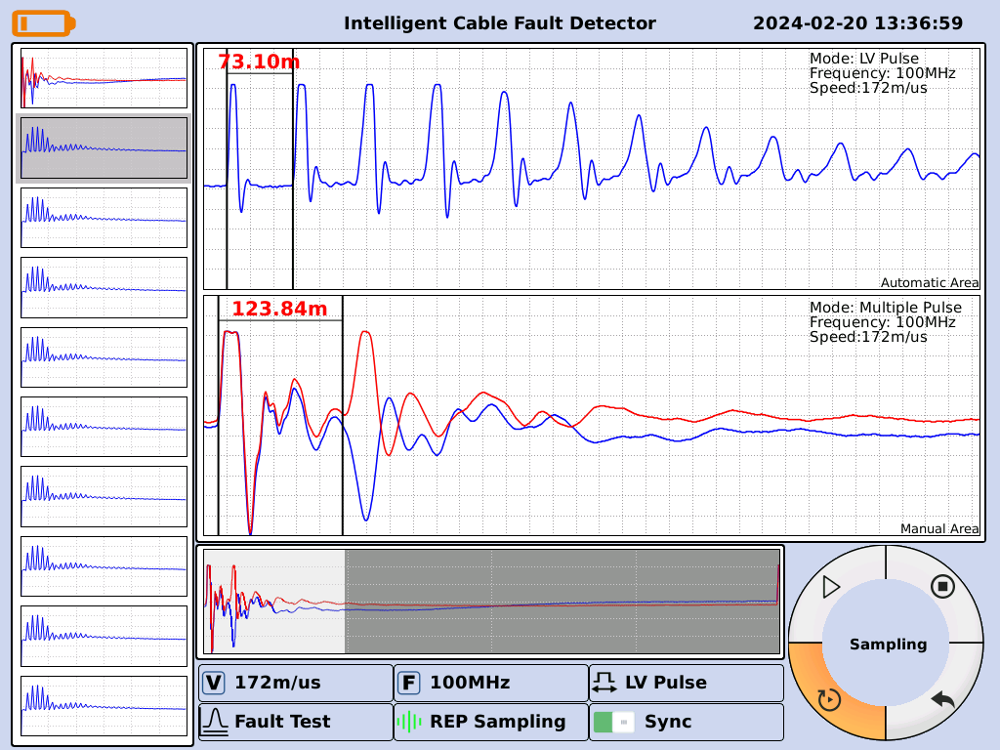 Intelligent Cable Fault Detector
2024-02-20 13:36:59
73.10m
Mode: LV Pulse
Frequency: 100MHz
Speed:172m/us
Automatic Area
123.84m
Mode: Multiple Pulse
Frequency: 100MHz
Speed:172m/us
Manual Area
V 172m/us
F 100MHz
LV Pulse
Fault Test
REP Sampling
Sync
Sampling